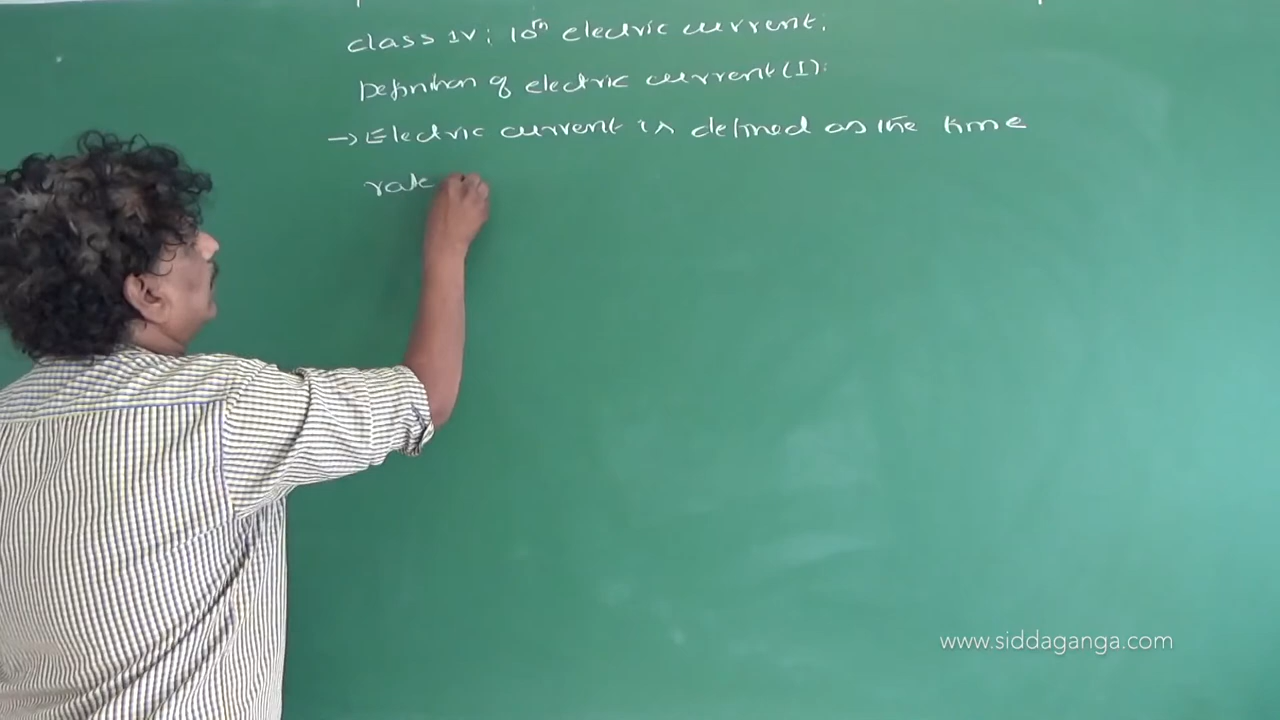 class IV: 10th electric current.
Definition of electric current (I):
→ Electric current is defined as the time
rate
www.siddaganga.com